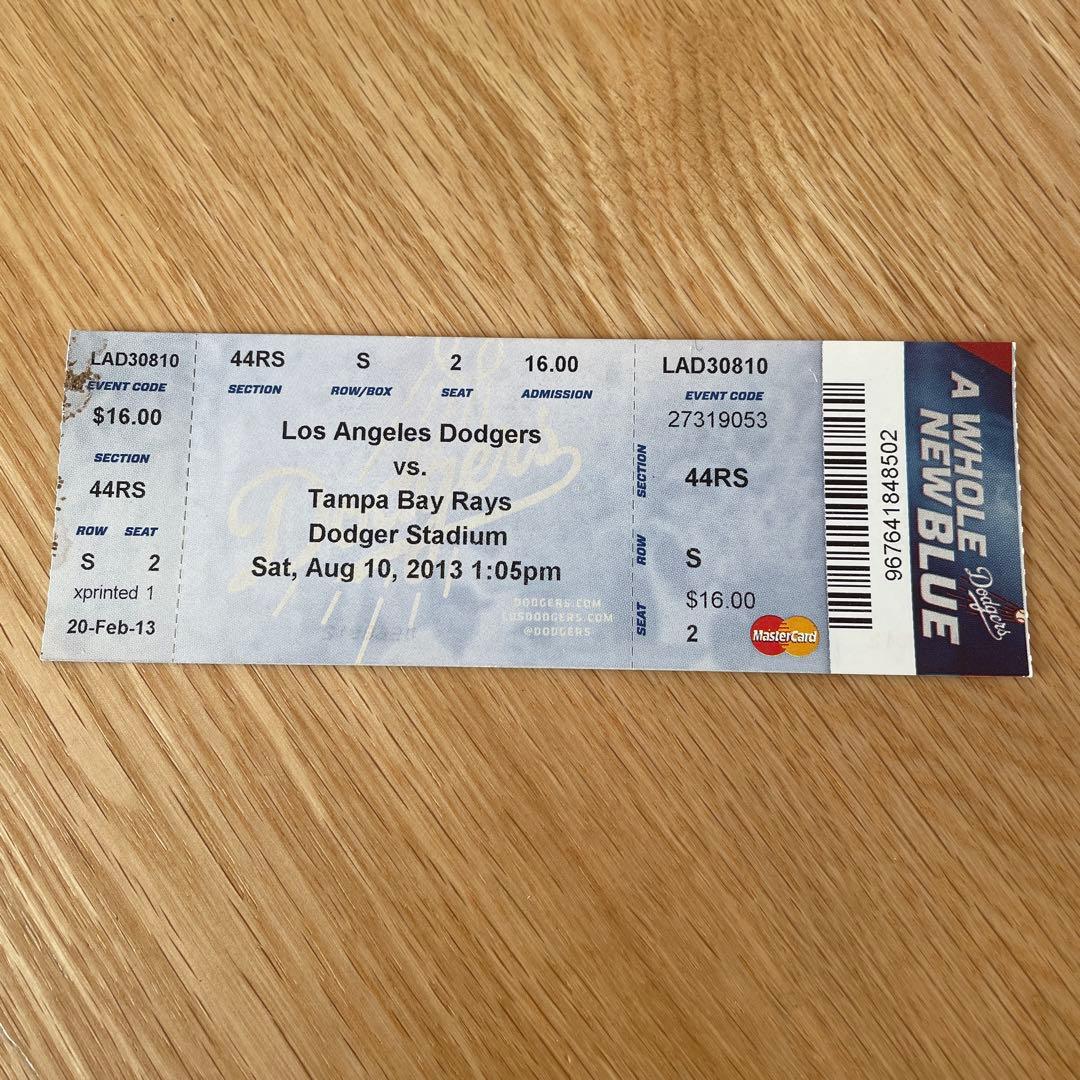 LAD30810
EVENT CODE
$16.00
SECTION
44RS
ROW SEAT
S 2
xprinted 1
20-Feb-13
44RS S 2 16.00
SECTION ROW/BOX SEAT ADMISSION
Los Angeles Dodgers
vs.
Tampa Bay Rays
Dodger Stadium
Sat, Aug 10, 2013 1:05pm
Dodgers
DODGERS.COM
LOSDODGERS.COM
@DODGERS
LAD30810
EVENT CODE
27319053
SECTION 44RS
ROW S
$16.00
SEAT 2
MasterCard
967641848502
A WHOLE
NEW BLUE
Dodgers